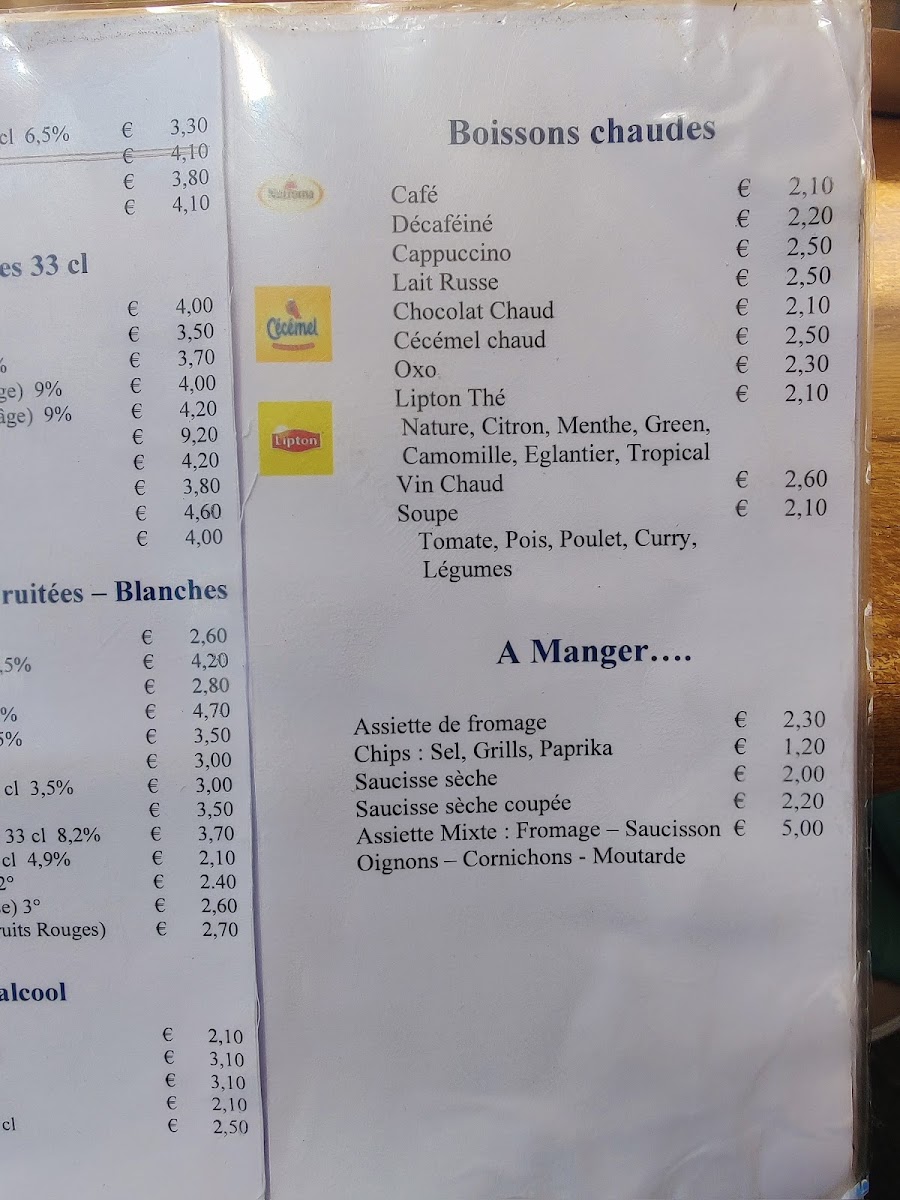 cl 6,5% € 3,30
€ 4,10
€ 3,80
€ 4,10
es 33 cl
€ 4,00
€ 3,50
% € 3,70
ge) 9% € 4,00
âge) 9% € 4,20
€ 9,20
€ 4,20
€ 3,80
€ 4,60
€ 4,00
ruitées – Blanches
€ 2,60
,5% € 4,20
€ 2,80
% € 4,70
5% € 3,50
€ 3,00
cl 3,5% € 3,00
€ 3,50
33 cl 8,2% € 3,70
cl 4,9% € 2,10
2° € 2.40
e) 3° € 2,60
ruits Rouges) € 2,70
alcool
€ 2,10
€ 3,10
€ 3,10
€ 2,10
cl € 2,50
Boissons chaudes
Café € 2,10
Décaféiné € 2,20
Cappuccino € 2,50
Lait Russe € 2,50
Chocolat Chaud € 2,10
Cécémel
Cécémel chaud € 2,50
Oxo € 2,30
Lipton Thé € 2,10
Lipton
Nature, Citron, Menthe, Green,
Camomille, Eglantier, Tropical
Vin Chaud € 2,60
Soupe € 2,10
Tomate, Pois, Poulet, Curry,
Légumes
A Manger....
Assiette de fromage € 2,30
Chips : Sel, Grills, Paprika € 1,20
Saucisse sèche € 2,00
Saucisse sèche coupée € 2,20
Assiette Mixte : Fromage – Saucisson € 5,00
Oignons – Cornichons - Moutarde